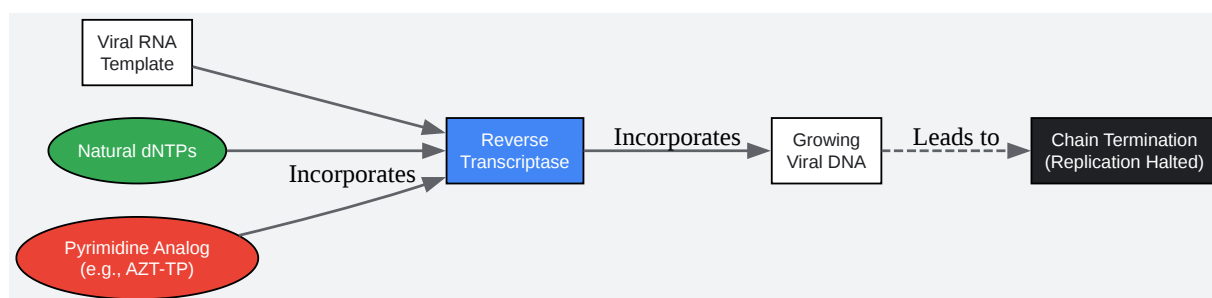 Viral RNA
Template
Natural dNTPs
Incorporates
Pyrimidine Analog
(e.g., AZT-TP)
Reverse
Transcriptase
Incorporates
Growing
Viral DNA
Leads to
Chain Termination
(Replication Halted)